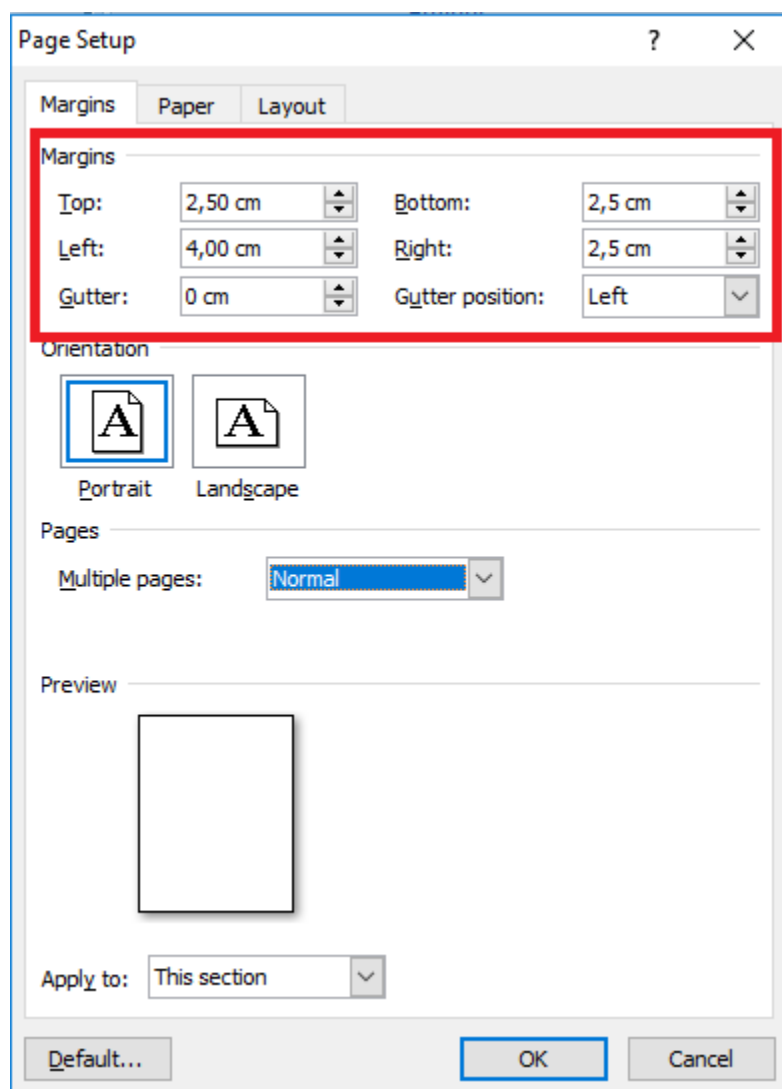 Page Setup ? ×
Margins Paper Layout
Margins
Top: 2,50 cm Bottom: 2,5 cm
Left: 4,00 cm Right: 2,5 cm
Gutter: 0 cm Gutter position: Left
Orientation
A A
Portrait Landscape
Pages
Multiple pages: Normal
Preview
Apply to: This section
Default... OK Cancel